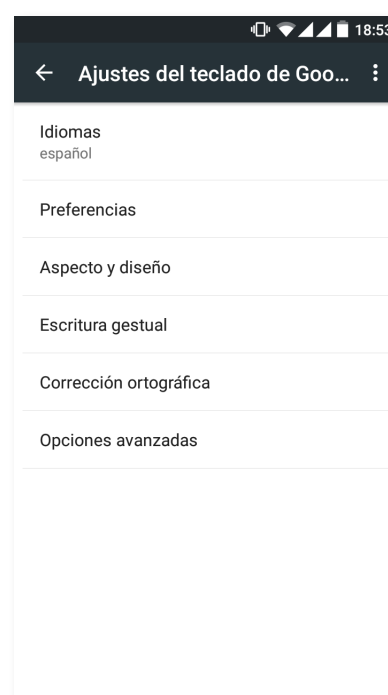 18:53
Ajustes del teclado de Goo...
Idiomas
español
Preferencias
Aspecto y diseño
Escritura gestual
Corrección ortográfica
Opciones avanzadas